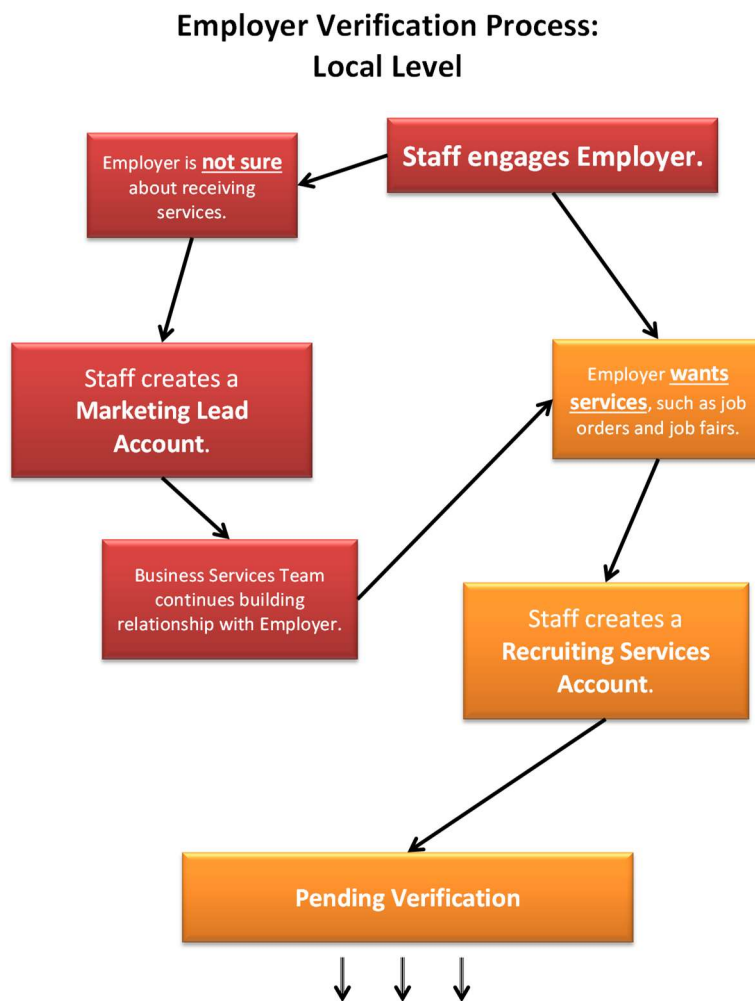 Employer Verification Process:
Local Level
Staff engages Employer.
Employer is not sure
about receiving
services.
Staff creates a
Marketing Lead
Account.
Business Services Team
continues building
relationship with Employer.
Employer wants
services, such as job
orders and job fairs.
Staff creates a
Recruiting Services
Account.
Pending Verification